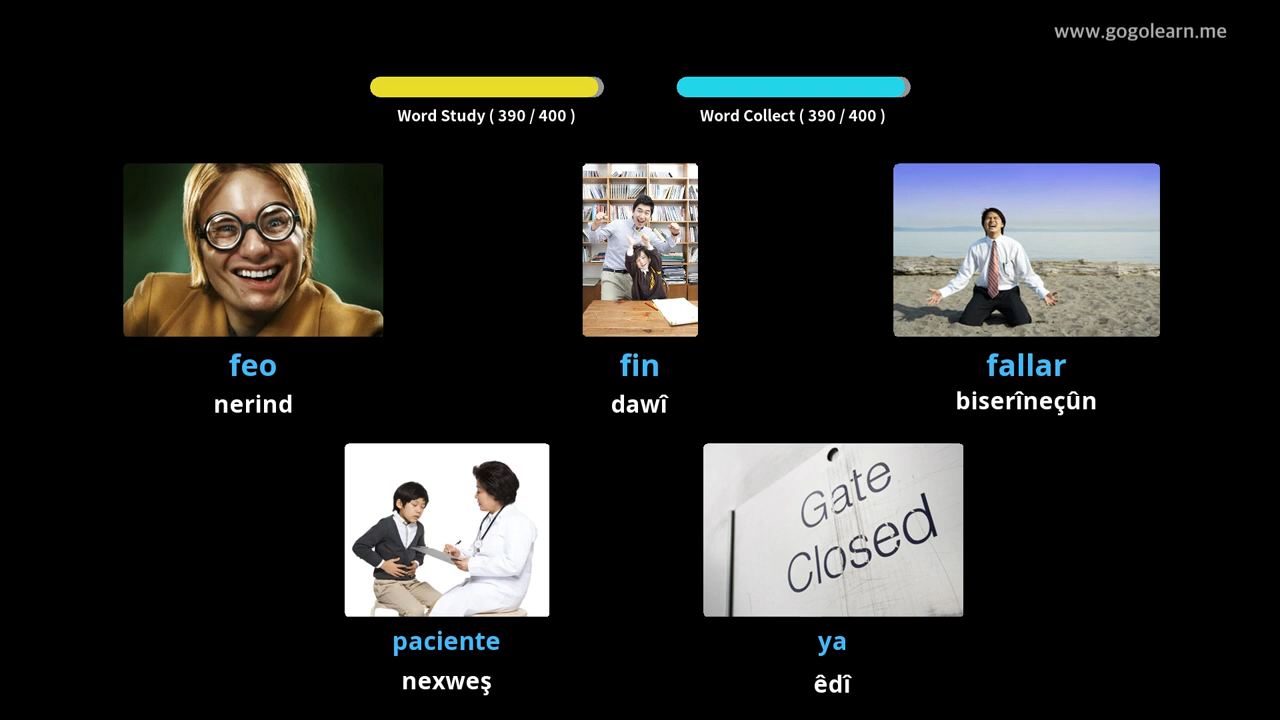 www.gogolearn.me
Word Study ( 390 / 400 )
Word Collect ( 390 / 400 )
feo
nerind
fin
dawî
fallar
biserîneçûn
Gate
Closed
paciente
nexweş
ya
êdî